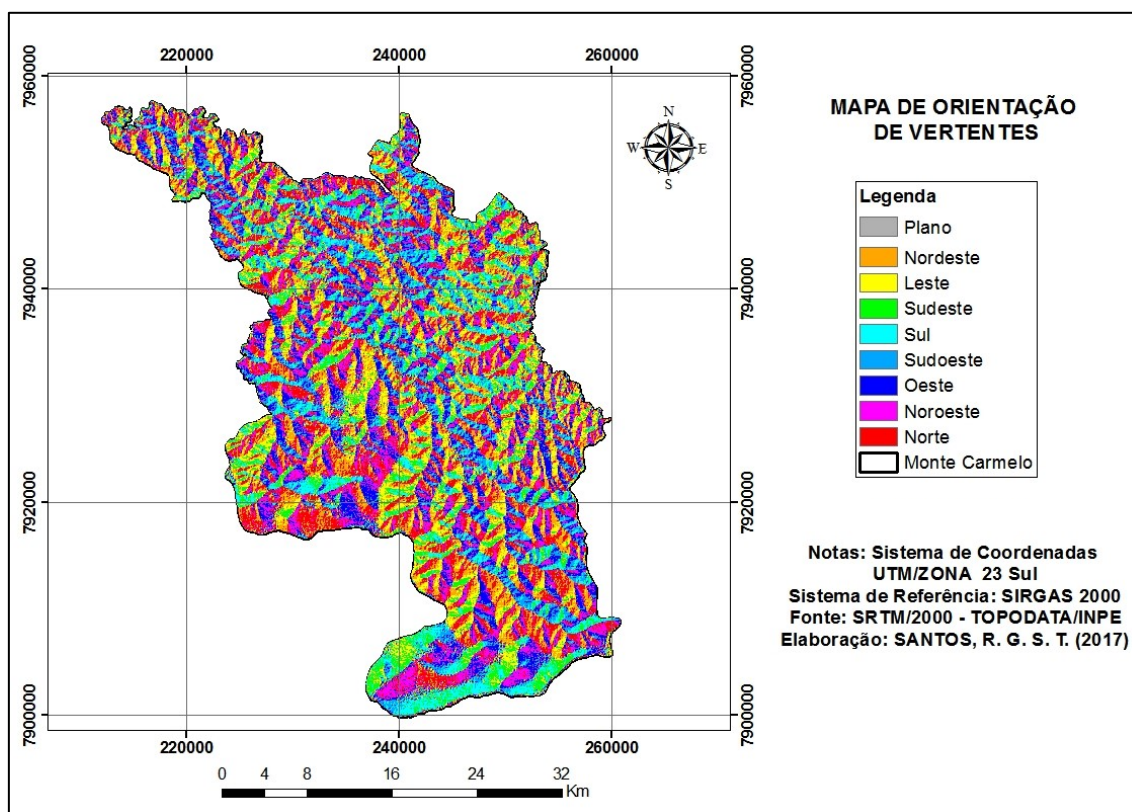 220000 240000 260000
7960000 7960000
7940000 7940000
7920000 7920000
7900000 7900000
220000 240000 260000
N
W E
S
0 4 8 16 24 32
Km
MAPA DE ORIENTAÇÃO
DE VERTENTES
Legenda
Plano
Nordeste
Leste
Sudeste
Sul
Sudoeste
Oeste
Noroeste
Norte
Monte Carmelo
Notas: Sistema de Coordenadas
UTM/ZONA 23 Sul
Sistema de Referência: SIRGAS 2000
Fonte: SRTM/2000 - TOPODATA/INPE
Elaboração: SANTOS, R. G. S. T. (2017)